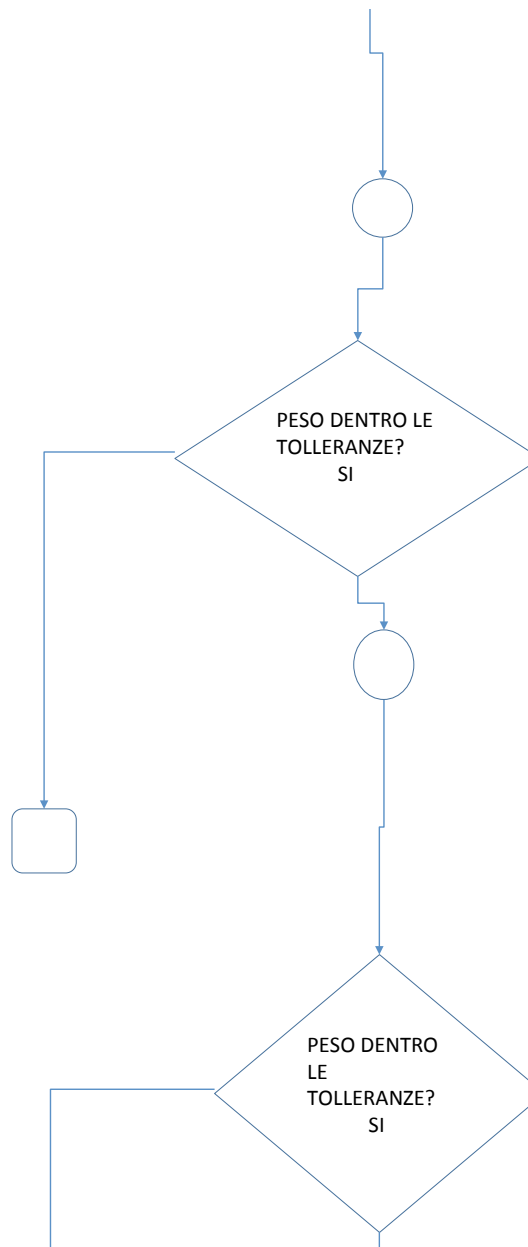 PESO DENTRO LE
TOLLERANZE?
SI
PESO DENTRO
LE
TOLLERANZE?
SI